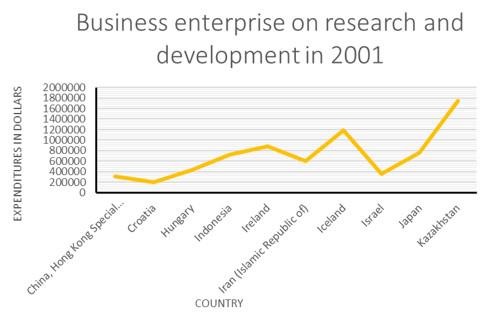 Business enterprise on research and
development in 2001
EXPENDITURES IN DOLLARS
2000000
1800000
1600000
1400000
1200000
1000000
800000
600000
400000
200000
0
China, Hong Kong Special...
Croatia
Hungary
Indonesia
Ireland
Iran (Islamic Republic of)
Iceland
Israel
Japan
Kazakhstan
COUNTRY